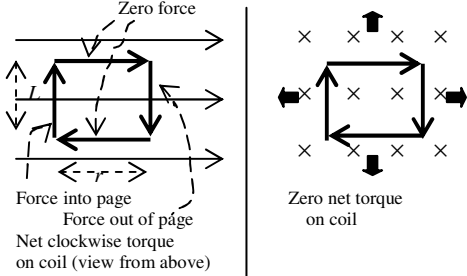 Zero force
L
r
Force into page
Force out of page
Net clockwise torque
on coil (view from above)
Zero net torque
on coil